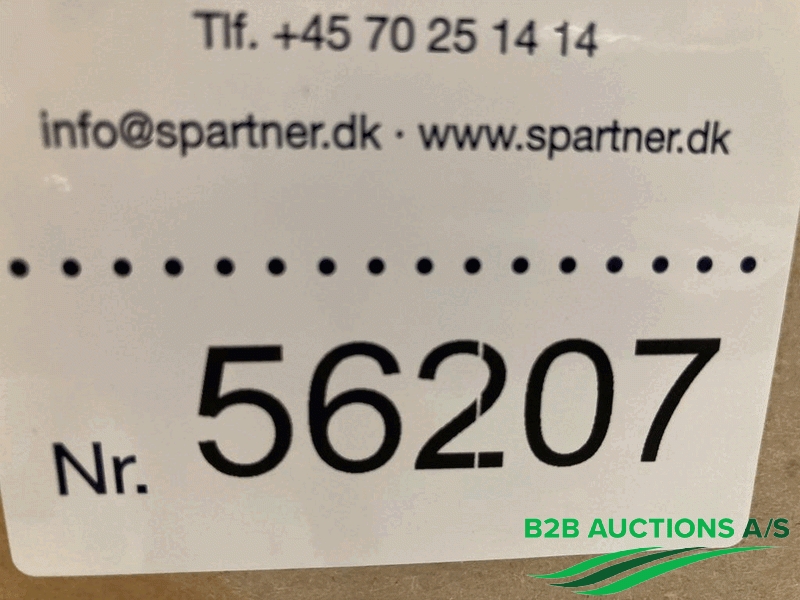 Tlf. +45 70 25 14 14
info@spartner.dk · www.spartner.dk
Nr. 56207
B2B AUCTIONS A/S